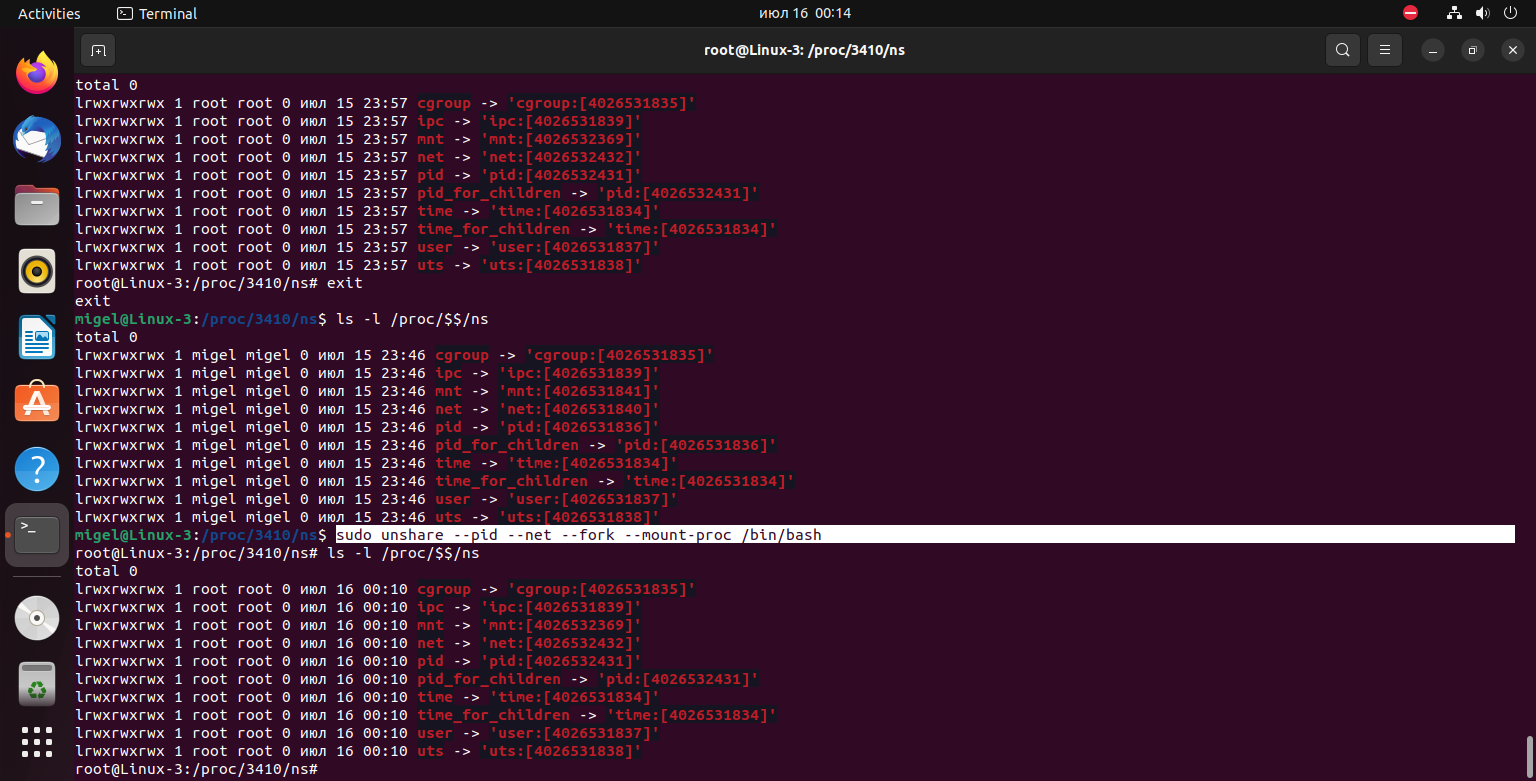 Activities Terminal июл 16 00:14
root@Linux-3: /proc/3410/ns
total 0
lrwxrwxrwx 1 root root 0 июл 15 23:57 cgroup -> 'cgroup:[4026531835]'
lrwxrwxrwx 1 root root 0 июл 15 23:57 ipc -> 'ipc:[4026531839]'
lrwxrwxrwx 1 root root 0 июл 15 23:57 mnt -> 'mnt:[4026532369]'
lrwxrwxrwx 1 root root 0 июл 15 23:57 net -> 'net:[4026532432]'
lrwxrwxrwx 1 root root 0 июл 15 23:57 pid -> 'pid:[4026532431]'
lrwxrwxrwx 1 root root 0 июл 15 23:57 pid_for_children -> 'pid:[4026532431]'
lrwxrwxrwx 1 root root 0 июл 15 23:57 time -> 'time:[4026531834]'
lrwxrwxrwx 1 root root 0 июл 15 23:57 time_for_children -> 'time:[4026531834]'
lrwxrwxrwx 1 root root 0 июл 15 23:57 user -> 'user:[4026531837]'
lrwxrwxrwx 1 root root 0 июл 15 23:57 uts -> 'uts:[4026531838]'
root@Linux-3:/proc/3410/ns# exit
exit
migel@Linux-3:/proc/3410/ns$ ls -l /proc/$$/ns
total 0
lrwxrwxrwx 1 migel migel 0 июл 15 23:46 cgroup -> 'cgroup:[4026531835]'
lrwxrwxrwx 1 migel migel 0 июл 15 23:46 ipc -> 'ipc:[4026531839]'
lrwxrwxrwx 1 migel migel 0 июл 15 23:46 mnt -> 'mnt:[4026531841]'
lrwxrwxrwx 1 migel migel 0 июл 15 23:46 net -> 'net:[4026531840]'
lrwxrwxrwx 1 migel migel 0 июл 15 23:46 pid -> 'pid:[4026531836]'
lrwxrwxrwx 1 migel migel 0 июл 15 23:46 pid_for_children -> 'pid:[4026531836]'
lrwxrwxrwx 1 migel migel 0 июл 15 23:46 time -> 'time:[4026531834]'
lrwxrwxrwx 1 migel migel 0 июл 15 23:46 time_for_children -> 'time:[4026531834]'
lrwxrwxrwx 1 migel migel 0 июл 15 23:46 user -> 'user:[4026531837]'
lrwxrwxrwx 1 migel migel 0 июл 15 23:46 uts -> 'uts:[4026531838]'
migel@Linux-3:/proc/3410/ns$ sudo unshare --pid --net --fork --mount-proc /bin/bash
root@Linux-3:/proc/3410/ns# ls -l /proc/$$/ns
total 0
lrwxrwxrwx 1 root root 0 июл 16 00:10 cgroup -> 'cgroup:[4026531835]'
lrwxrwxrwx 1 root root 0 июл 16 00:10 ipc -> 'ipc:[4026531839]'
lrwxrwxrwx 1 root root 0 июл 16 00:10 mnt -> 'mnt:[4026532369]'
lrwxrwxrwx 1 root root 0 июл 16 00:10 net -> 'net:[4026532432]'
lrwxrwxrwx 1 root root 0 июл 16 00:10 pid -> 'pid:[4026532431]'
lrwxrwxrwx 1 root root 0 июл 16 00:10 pid_for_children -> 'pid:[4026532431]'
lrwxrwxrwx 1 root root 0 июл 16 00:10 time -> 'time:[4026531834]'
lrwxrwxrwx 1 root root 0 июл 16 00:10 time_for_children -> 'time:[4026531834]'
lrwxrwxrwx 1 root root 0 июл 16 00:10 user -> 'user:[4026531837]'
lrwxrwxrwx 1 root root 0 июл 16 00:10 uts -> 'uts:[4026531838]'
root@Linux-3:/proc/3410/ns#